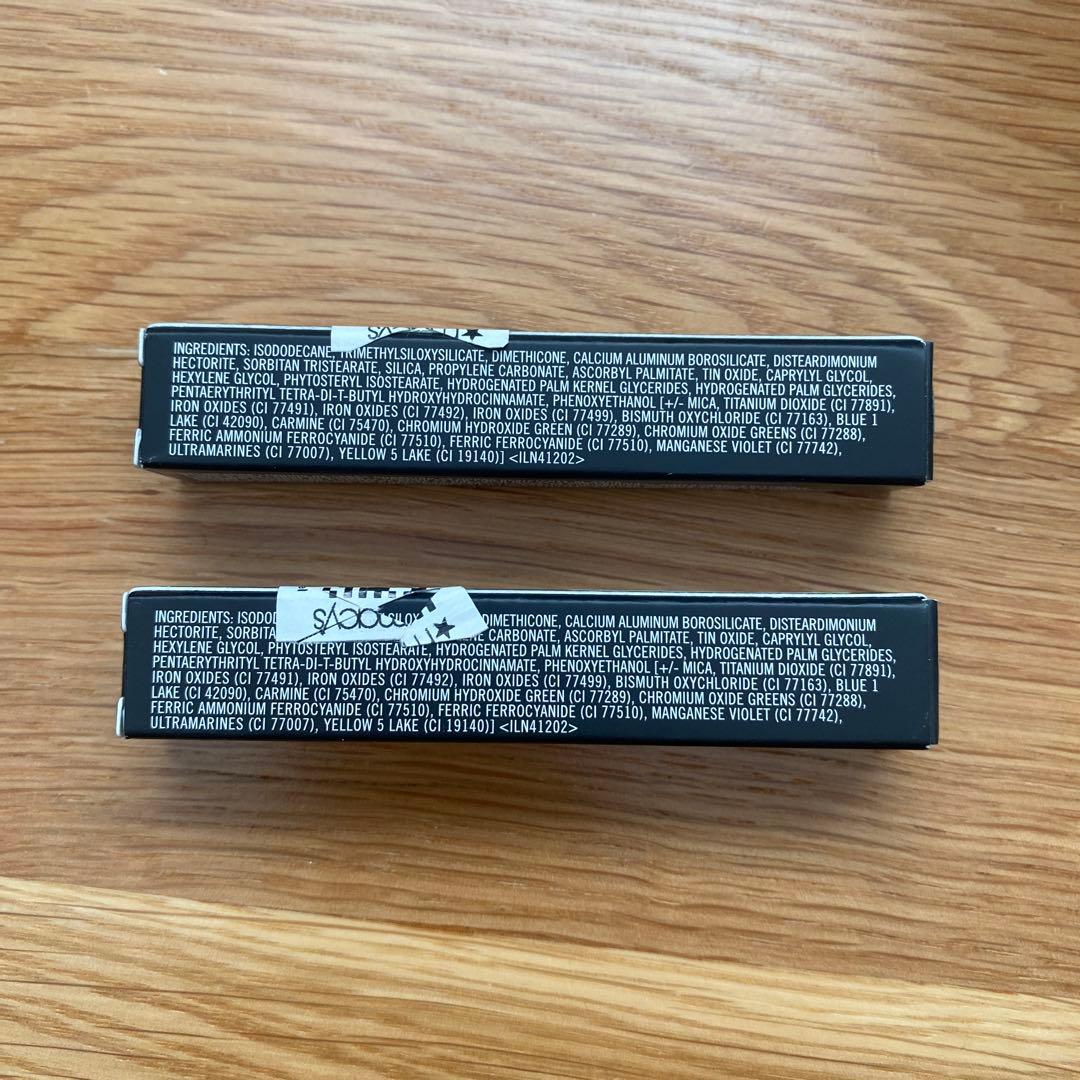 INGREDIENTS: ISODODECANE, TRIMETHYLSILOXYSILICATE, DIMETHICONE, CALCIUM ALUMINUM BOROSILICATE, DISTEARDIMONIUM
HECTORITE, SORBITAN TRISTEARATE, SILICA, PROPYLENE CARBONATE, ASCORBYL PALMITATE, TIN OXIDE, CAPRYLYL GLYCOL,
HEXYLENE GLYCOL, PHYTOSTERYL ISOSTEARATE, HYDROGENATED PALM KERNEL GLYCERIDES, HYDROGENATED PALM GLYCERIDES,
PENTAERYTHRITYL TETRA-DI-T-BUTYL HYDROXYHYDROCINNAMATE, PHENOXYETHANOL [+/- MICA, TITANIUM DIOXIDE (CI 77891),
IRON OXIDES (CI 77491), IRON OXIDES (CI 77492), IRON OXIDES (CI 77499), BISMUTH OXYCHLORIDE (CI 77163), BLUE 1
LAKE (CI 42090), CARMINE (CI 75470), CHROMIUM HYDROXIDE GREEN (CI 77289), CHROMIUM OXIDE GREENS (CI 77288),
FERRIC AMMONIUM FERROCYANIDE (CI 77510), FERRIC FERROCYANIDE (CI 77510), MANGANESE VIOLET (CI 77742),
ULTRAMARINES (CI 77007), YELLOW 5 LAKE (CI 19140)] <ILN41202>
macy's
INGREDIENTS: DIMETHICONE, CALCIUM ALUMINUM BOROSILICATE, DISTEARDIMONIUM
HECTORITE, CARBONATE, ASCORBYL PALMITATE, TIN OXIDE, CAPRYLYL GLYCOL,
HEXYLENE GLYCOL, PHYTOSTERYL ISOSTEARATE, HYDROGENATED PALM KERNEL GLYCERIDES, HYDROGENATED PALM GLYCERIDES,
PENTAERYTHRITYL TETRA-DI-T-BUTYL HYDROXYHYDROCINNAMATE, PHENOXYETHANOL [+/- MICA, TITANIUM DIOXIDE (CI 77891),
IRON OXIDES (CI 77491), IRON OXIDES (CI 77492), IRON OXIDES (CI 77499), BISMUTH OXYCHLORIDE (CI 77163), BLUE 1
LAKE (CI 42090), CARMINE (CI 75470), CHROMIUM HYDROXIDE GREEN (CI 77289), CHROMIUM OXIDE GREENS (CI 77288),
FERRIC AMMONIUM FERROCYANIDE (CI 77510), FERRIC FERROCYANIDE (CI 77510), MANGANESE VIOLET (CI 77742),
ULTRAMARINES (CI 77007), YELLOW 5 LAKE (CI 19140)] <ILN41202>